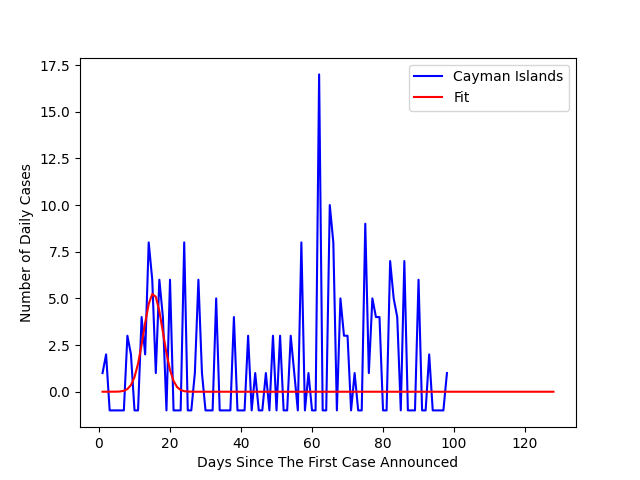 17.5
15.0
12.5
10.0
7.5
5.0
2.5
0.0
Number of Daily Cases
Cayman Islands
Fit
0 20 40 60 80 100 120
Days Since The First Case Announced